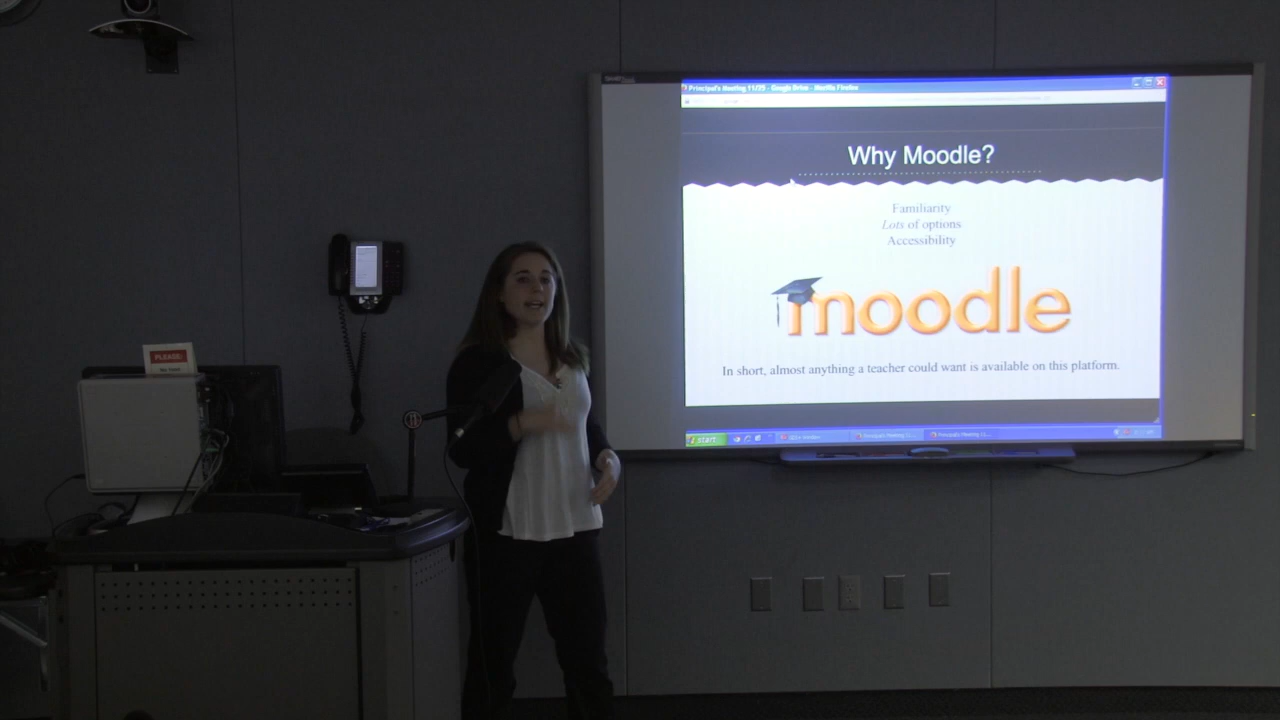 Principal's Meeting 11/25 - Google Drive - Mozilla Firefox
Why Moodle?
Familiarity
Lots of options
Accessibility
moodle
In short, almost anything a teacher could want is available on this platform.
start
PLEASE: